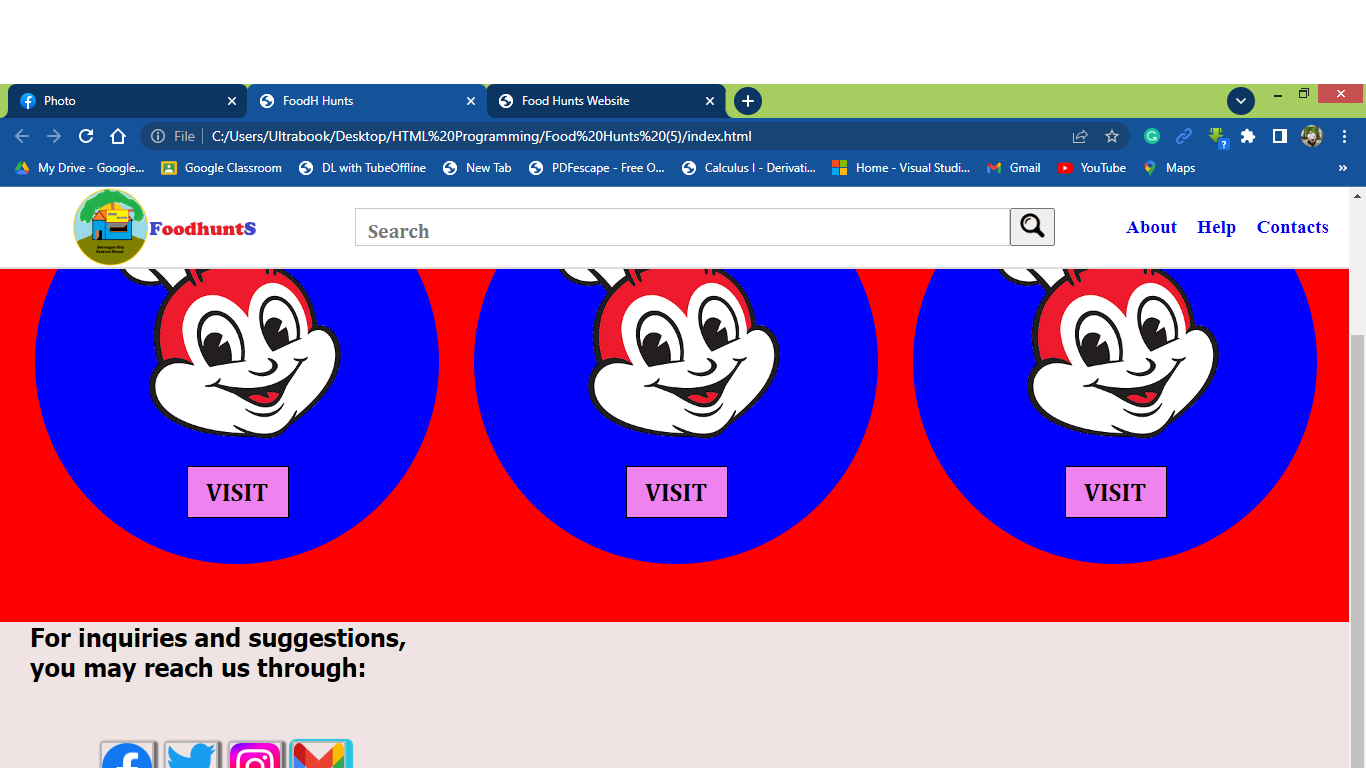 Photo
FoodH Hunts
Food Hunts Website
File
C:/Users/Ultrabook/Desktop/HTML%20Programming/Food%20Hunts%20(5)/index.html
My Drive - Google...
Google Classroom
DL with TubeOffline
New Tab
PDFescape - Free O...
Calculus I - Derivati...
Home - Visual Studi...
Gmail
YouTube
Maps
FoodhuntS
Search
About
Help
Contacts
VISIT
VISIT
VISIT
For inquiries and suggestions,
you may reach us through: